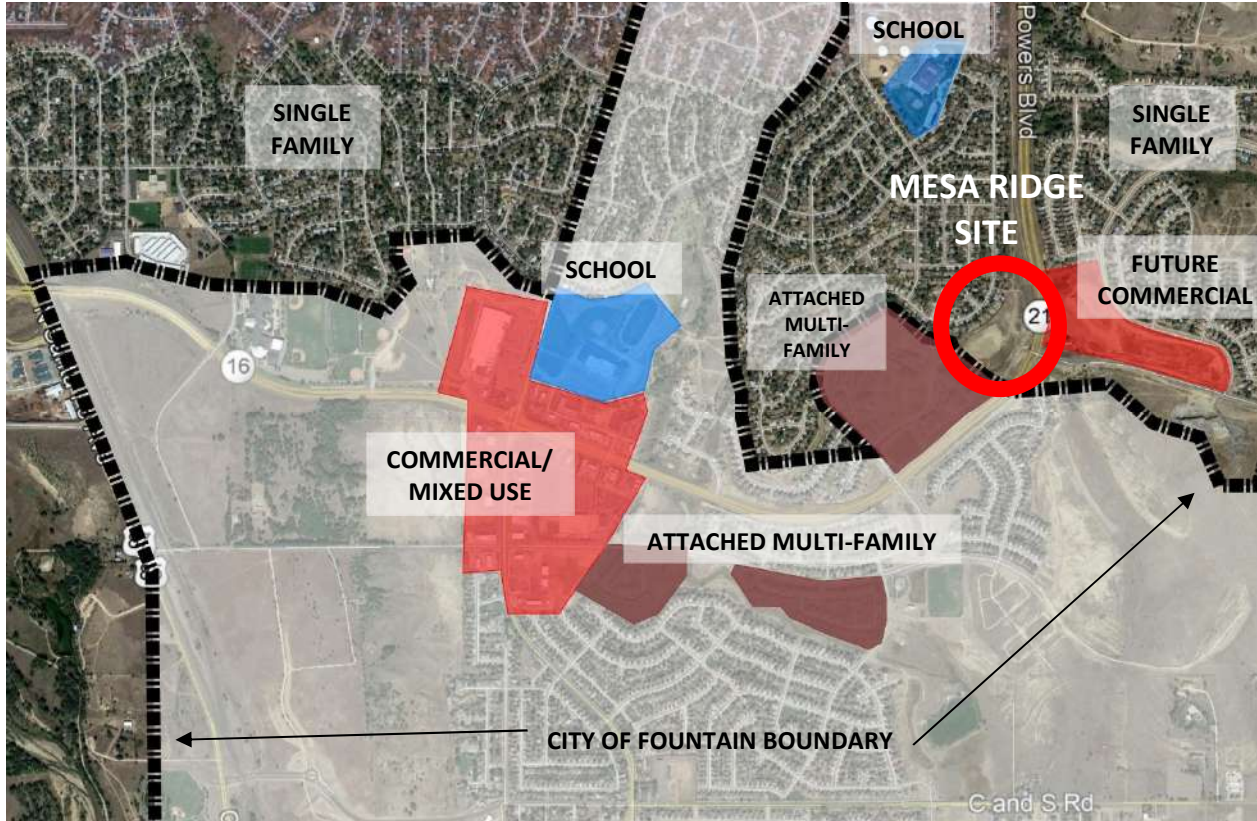 SCHOOL
Powers Blvd
SINGLE
FAMILY
SINGLE
FAMILY
MESA RIDGE
SITE
SCHOOL
FUTURE
COMMERCIAL
ATTACHED
MULTI-
FAMILY
21
16
COMMERCIAL/
MIXED USE
ATTACHED MULTI-FAMILY
CITY OF FOUNTAIN BOUNDARY
C and S Rd